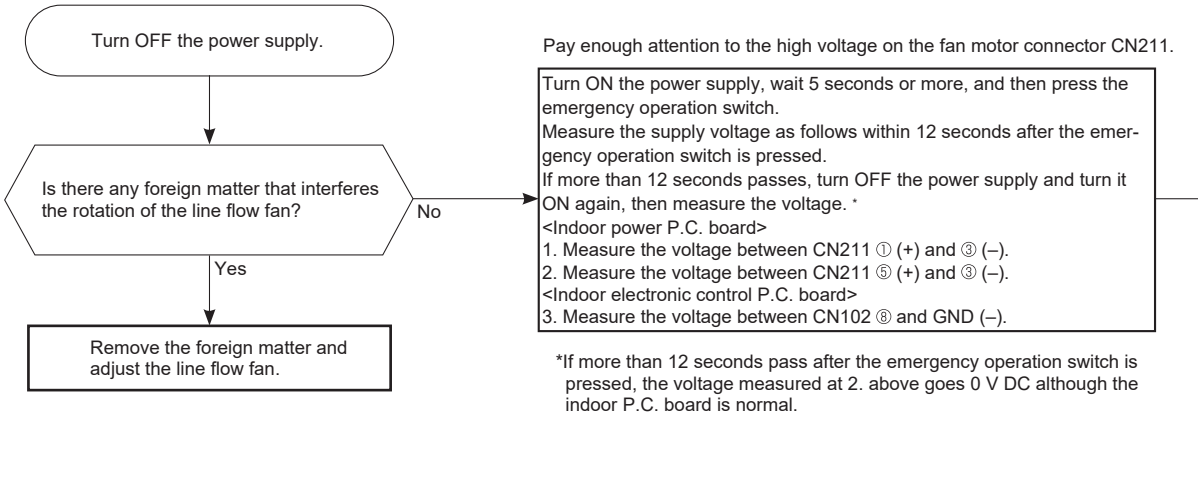 Turn OFF the power supply.
Is there any foreign matter that interferes
the rotation of the line flow fan?
No
Yes
Remove the foreign matter and
adjust the line flow fan.
Pay enough attention to the high voltage on the fan motor connector CN211.
Turn ON the power supply, wait 5 seconds or more, and then press the
emergency operation switch.
Measure the supply voltage as follows within 12 seconds after the emer-
gency operation switch is pressed.
If more than 12 seconds passes, turn OFF the power supply and turn it
ON again, then measure the voltage. *
<Indoor power P.C. board>
1. Measure the voltage between CN211 ① (+) and ③ (–).
2. Measure the voltage between CN211 ⑤ (+) and ③ (–).
<Indoor electronic control P.C. board>
3. Measure the voltage between CN102 ⑧ and GND (–).
*If more than 12 seconds pass after the emergency operation switch is
pressed, the voltage measured at 2. above goes 0 V DC although the
indoor P.C. board is normal.